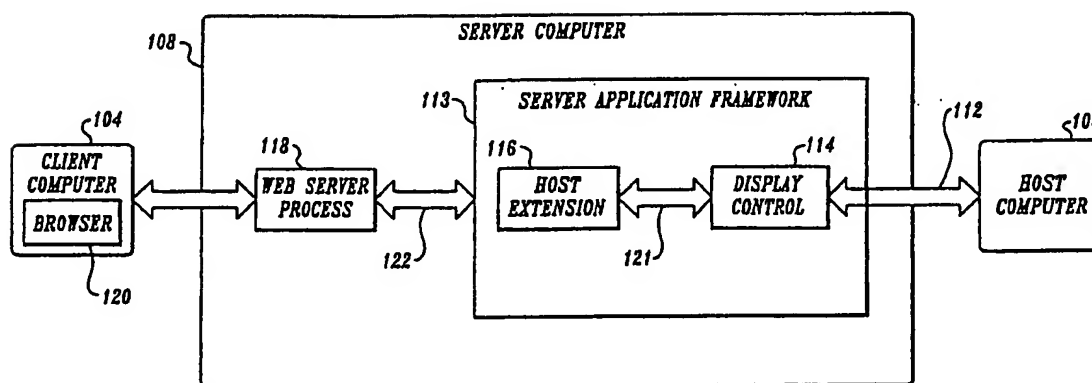 SERVER COMPUTER
108
113
SERVER APPLICATION FRAMEWORK
112
104
118
116
114
CLIENT
COMPUTER
BROWSER
WEB SERVER
PROCESS
HOST
EXTENSION
DISPLAY
CONTROL
HOST
COMPUTER
120
122
121